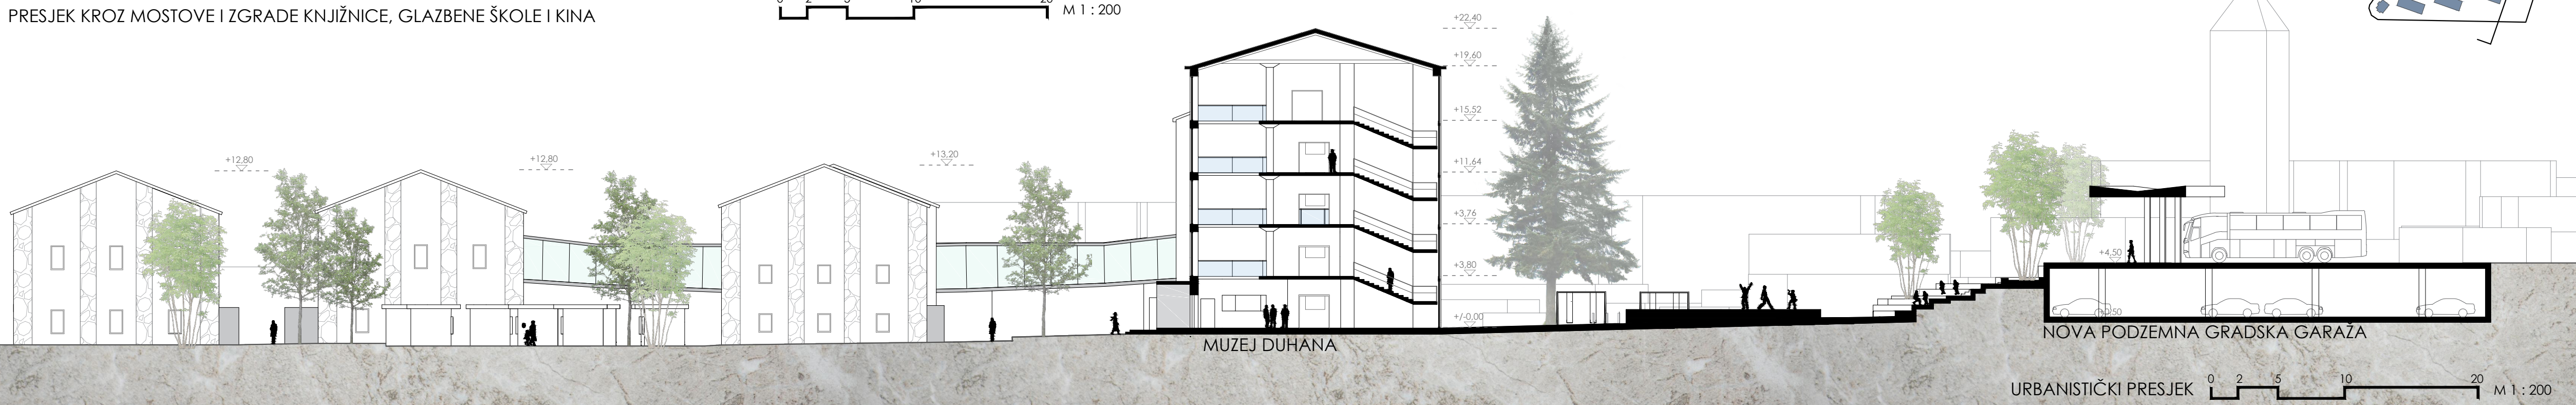 PRESJEK KROZ MOSTOVE I ZGRADE KNJIŽNICE, GLAZBENE ŠKOLE I KINA
M 1 : 200
+22,40
+19,60
+15,52
+12,80
+12,80
+13,20
+11,64
+3,76
+4,50
+3,80
+/-0,00
MUZEJ DUHANA
NOVA PODZEMNA GRADSKA GARAŽA
URBANISTIČKI PRESJEK
0 2 5 10 20
M 1 : 200